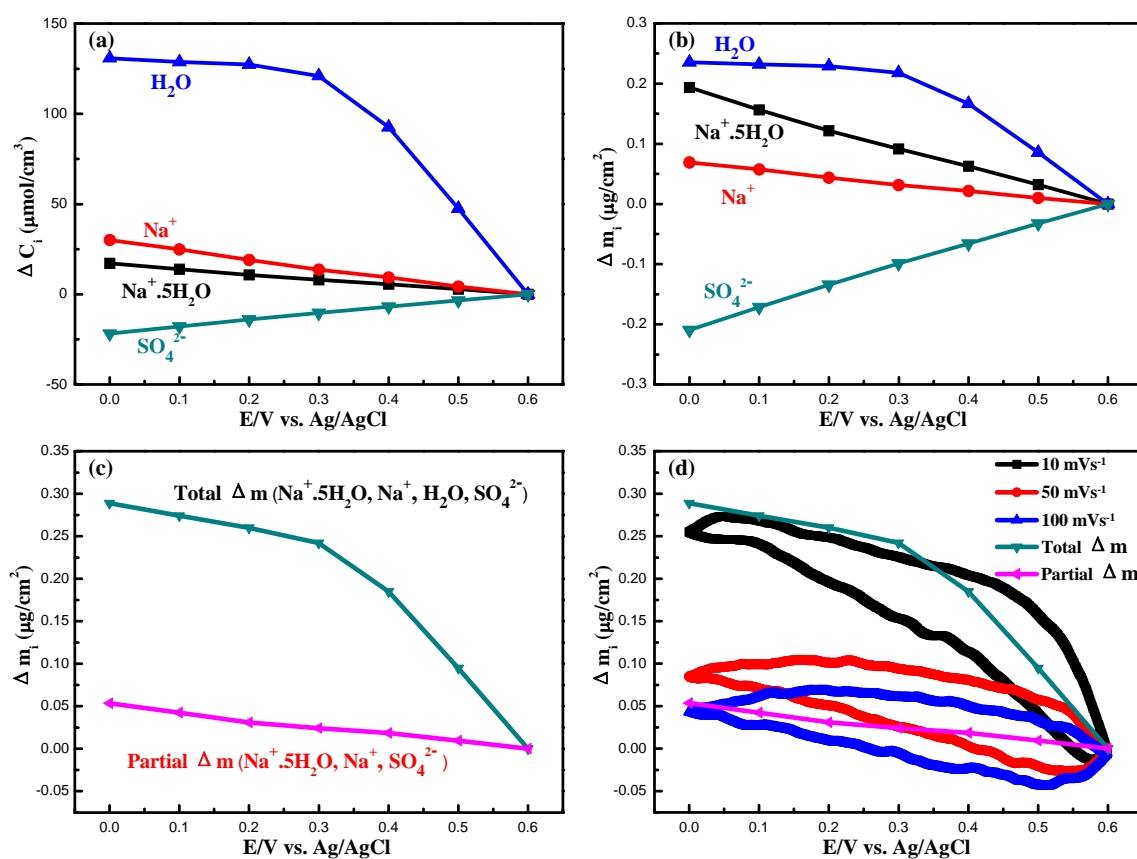 (a)
H₂O
Na⁺
Na⁺.5H₂O
SO₄²⁻
Δ Cᵢ (µmol/cm³)
150
100
50
0
-50
0.0 0.1 0.2 0.3 0.4 0.5 0.6
E/V vs. Ag/AgCl
(b)
H₂O
Na⁺.5H₂O
Na⁺
SO₄²⁻
Δ mᵢ (µg/cm²)
0.3
0.2
0.1
0.0
-0.1
-0.2
-0.3
0.0 0.1 0.2 0.3 0.4 0.5 0.6
E/V vs. Ag/AgCl
(c)
Total Δ m (Na⁺.5H₂O, Na⁺, H₂O, SO₄²⁻)
Partial Δ m (Na⁺.5H₂O, Na⁺, SO₄²⁻)
Δ mᵢ (µg/cm²)
0.35
0.30
0.25
0.20
0.15
0.10
0.05
0.00
-0.05
0.0 0.1 0.2 0.3 0.4 0.5 0.6
E/V vs. Ag/AgCl
(d)
10 mVs⁻¹
50 mVs⁻¹
100 mVs⁻¹
Total Δ m
Partial Δ m
Δ mᵢ (µg/cm²)
0.35
0.30
0.25
0.20
0.15
0.10
0.05
0.00
-0.05
0.0 0.1 0.2 0.3 0.4 0.5 0.6
E/V vs. Ag/AgCl